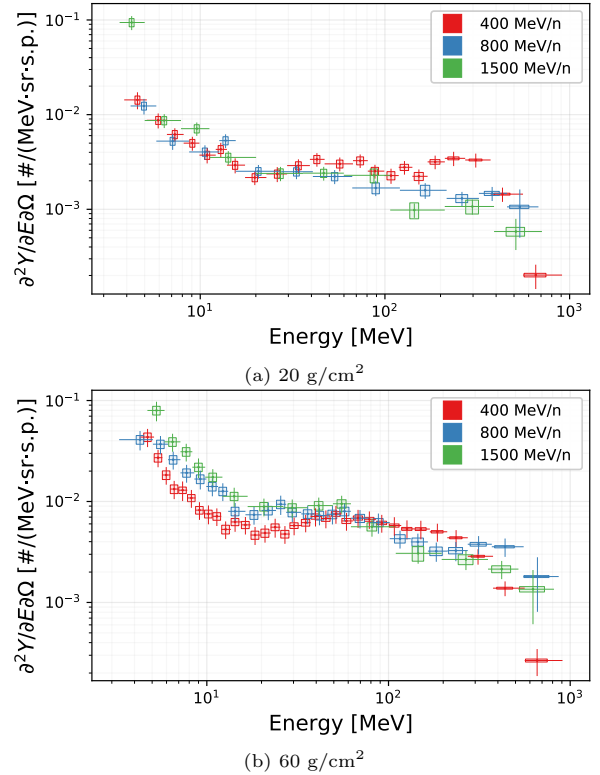 10⁻¹
10⁻²
10⁻³
∂²Y/∂E∂Ω [#/(MeV·sr·s.p.)]
400 MeV/n
800 MeV/n
1500 MeV/n
10¹
10²
10³
Energy [MeV]
(a) 20 g/cm²
10⁻¹
10⁻²
10⁻³
∂²Y/∂E∂Ω [#/(MeV·sr·s.p.)]
400 MeV/n
800 MeV/n
1500 MeV/n
10¹
10²
10³
Energy [MeV]
(b) 60 g/cm²